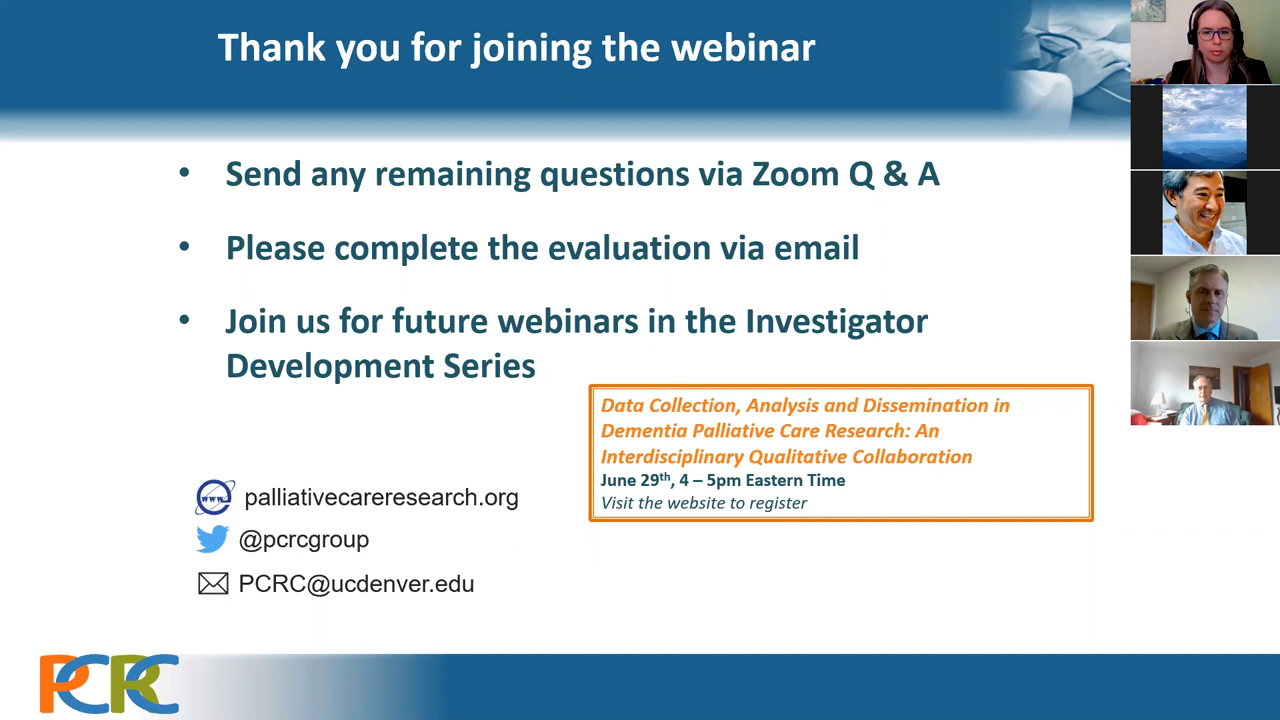 Thank you for joining the webinar
• Send any remaining questions via Zoom Q & A
• Please complete the evaluation via email
• Join us for future webinars in the Investigator
Development Series
Data Collection, Analysis and Dissemination in
Dementia Palliative Care Research: An
Interdisciplinary Qualitative Collaboration
June 29th, 4 – 5pm Eastern Time
Visit the website to register
www
palliativecareresearch.org
@pcrcgroup
PCRC@ucdenver.edu
PCRC